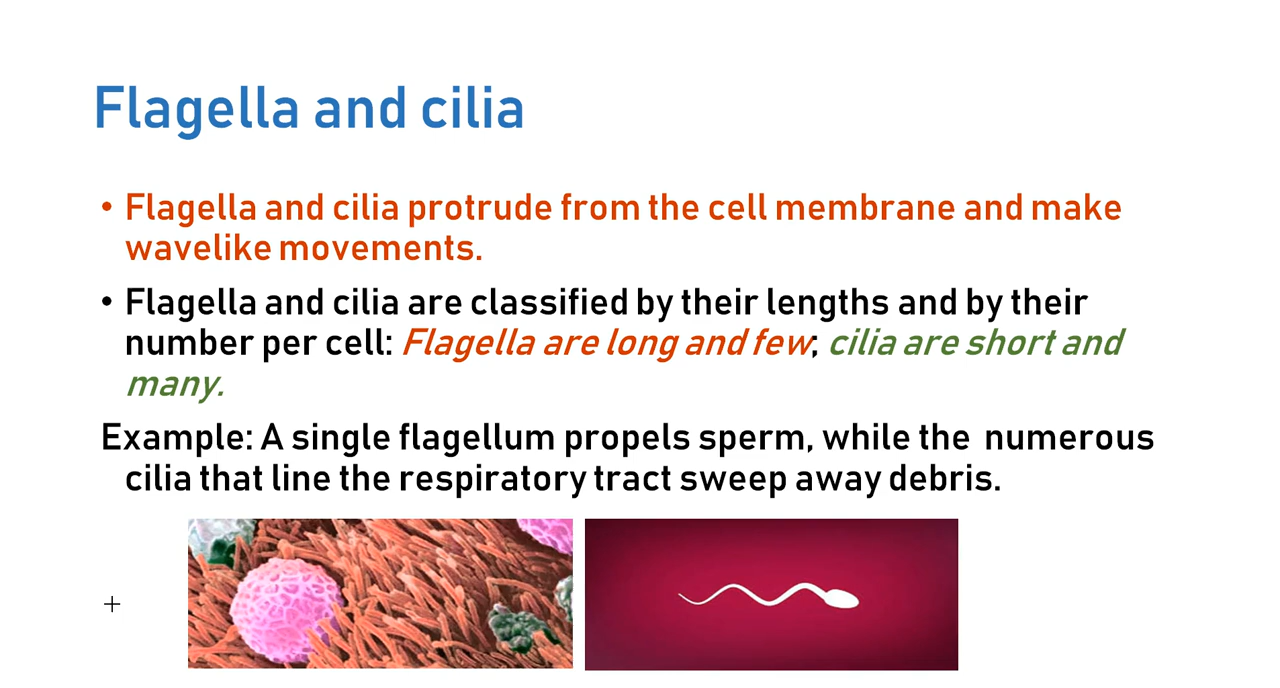 Flagella and cilia
• Flagella and cilia protrude from the cell membrane and make
wavelike movements.
• Flagella and cilia are classified by their lengths and by their
number per cell: Flagella are long and few; cilia are short and
many.
Example: A single flagellum propels sperm, while the numerous
cilia that line the respiratory tract sweep away debris.